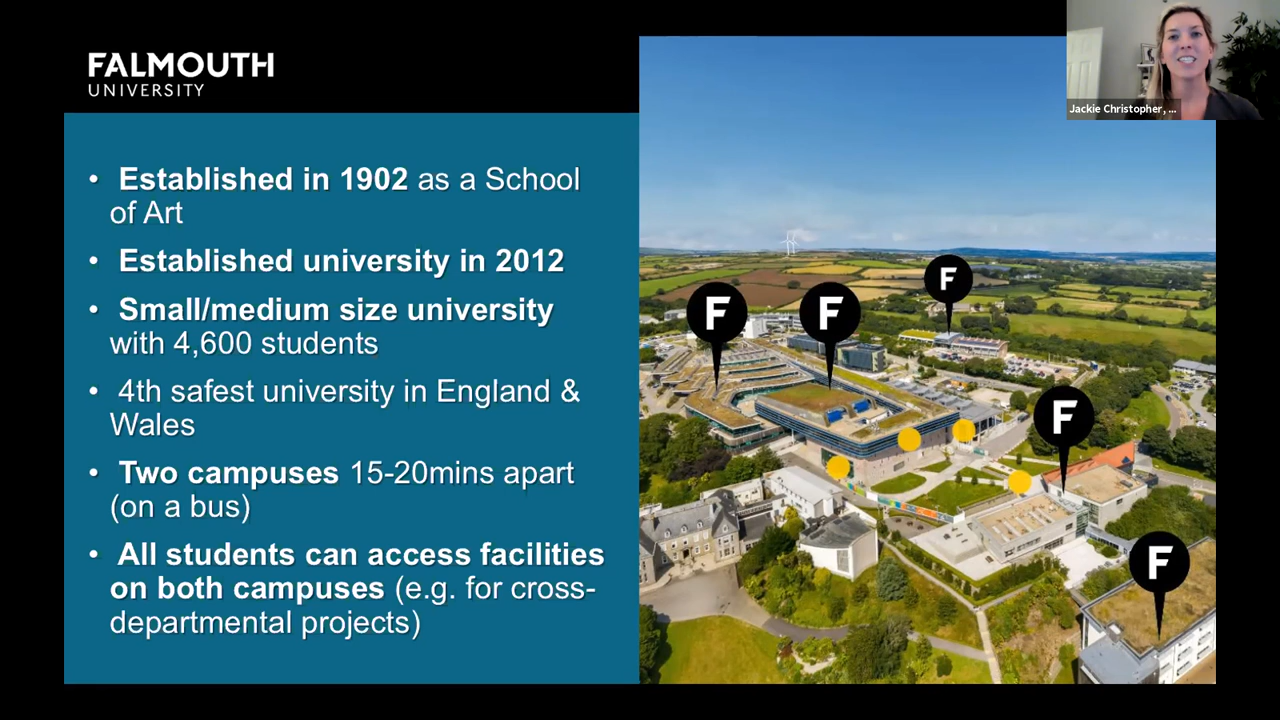 FALMOUTH
UNIVERSITY
Jackie Christopher, ...
• Established in 1902 as a School
of Art
• Established university in 2012
• Small/medium size university
with 4,600 students
• 4th safest university in England &
Wales
• Two campuses 15-20mins apart
(on a bus)
• All students can access facilities
on both campuses (e.g. for cross-
departmental projects)
F
F
F
F
F